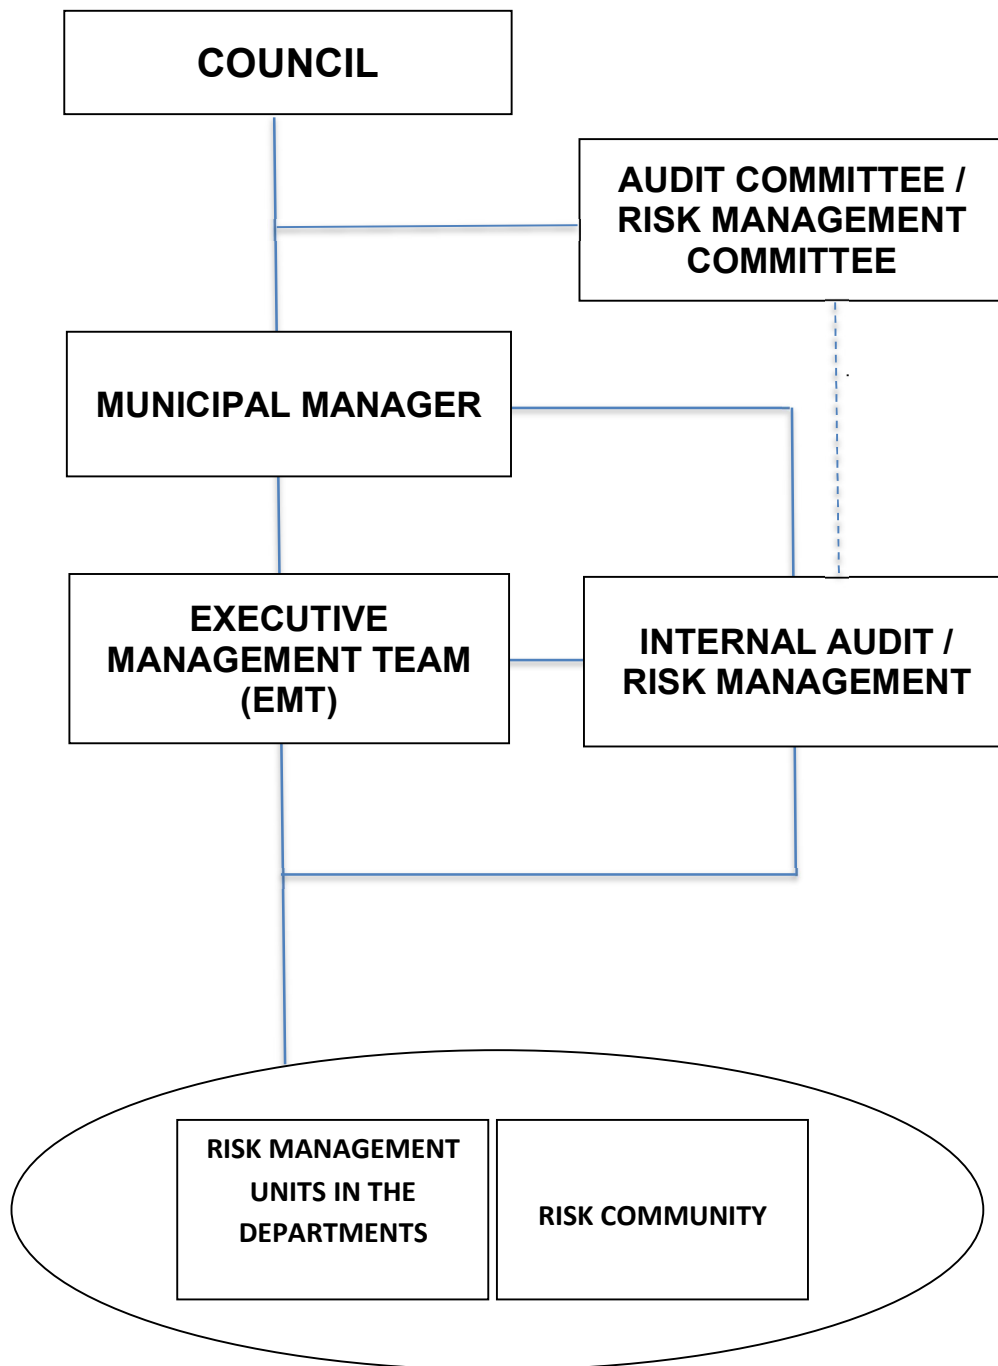 COUNCIL
AUDIT COMMITTEE /
RISK MANAGEMENT
COMMITTEE
MUNICIPAL MANAGER
EXECUTIVE
MANAGEMENT TEAM
(EMT)
INTERNAL AUDIT /
RISK MANAGEMENT
RISK MANAGEMENT
UNITS IN THE
DEPARTMENTS
RISK COMMUNITY